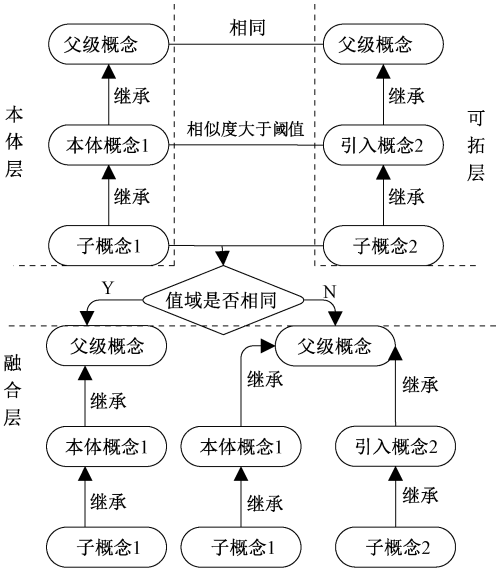 父级概念
相同
父级概念
继承
继承
本体层
本体概念1
相似度大于阈值
引入概念2
可拓层
继承
继承
子概念1
子概念2
Y
值域是否相同
N
父级概念
父级概念
融合层
继承
继承
继承
本体概念1
本体概念1
引入概念2
继承
继承
继承
子概念1
子概念1
子概念2